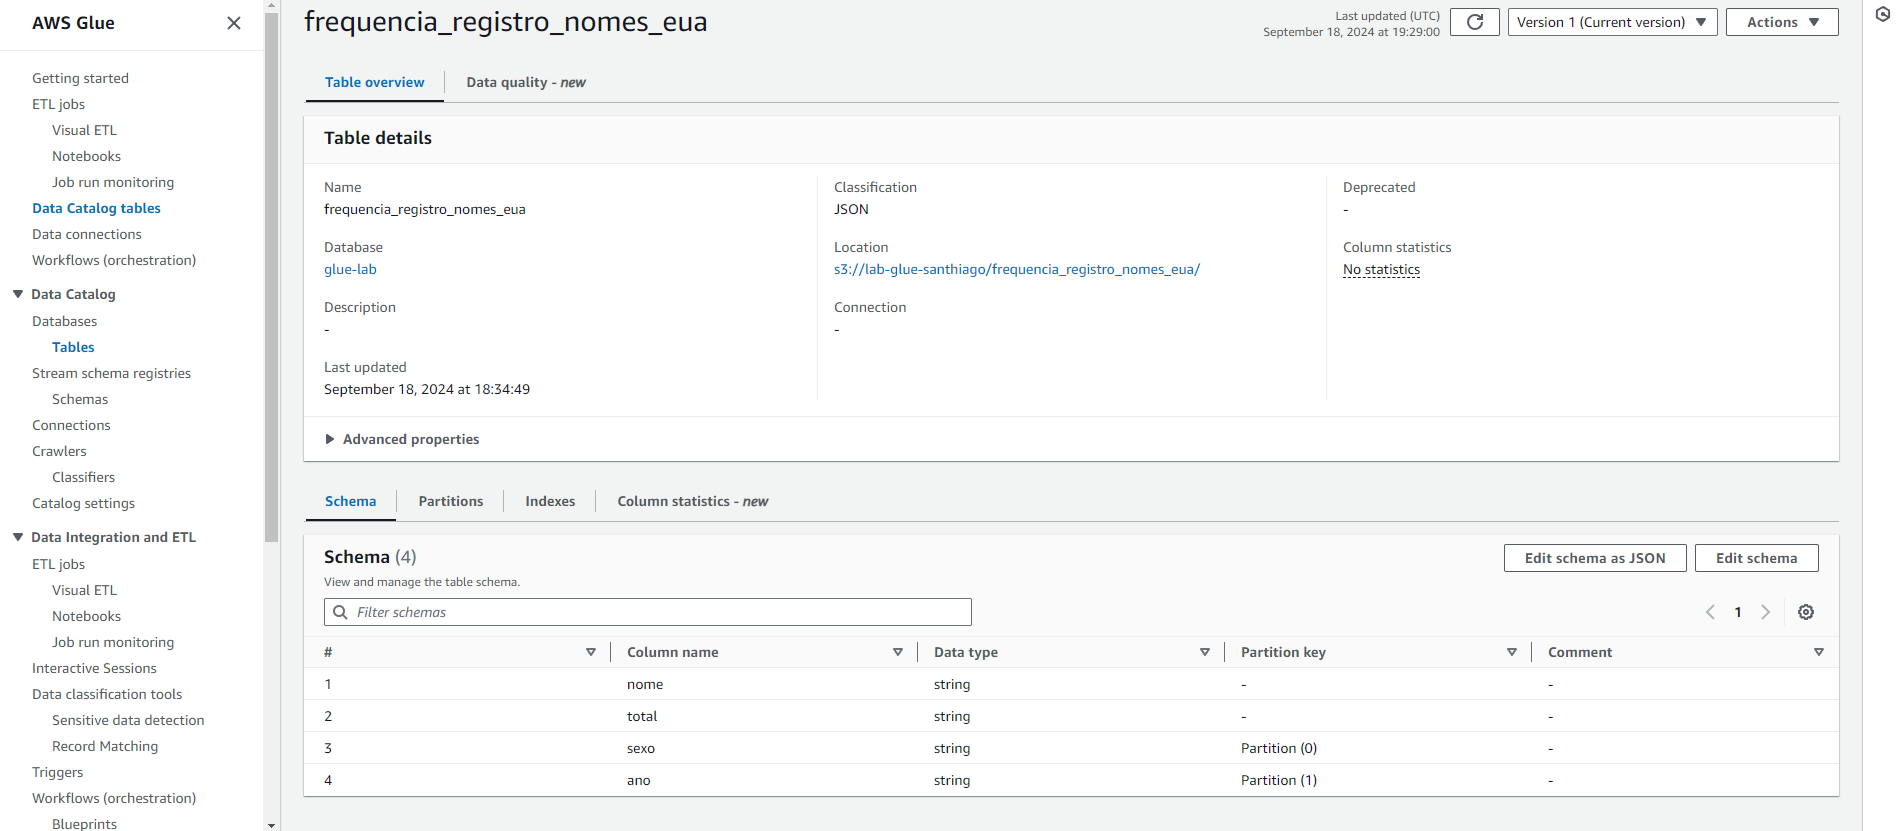 AWS Glue
Getting started
ETL jobs
Visual ETL
Notebooks
Job run monitoring
Data Catalog tables
Data connections
Workflows (orchestration)
Data Catalog
Databases
Tables
Stream schema registries
Schemas
Connections
Crawlers
Classifiers
Catalog settings
Data Integration and ETL
ETL jobs
Visual ETL
Notebooks
Job run monitoring
Interactive Sessions
Data classification tools
Sensitive data detection
Record Matching
Triggers
Workflows (orchestration)
Blueprints
frequencia_registro_nomes_eua
Last updated (UTC)
September 18, 2024 at 19:29:00
Version 1 (Current version)
Actions
Table overview
Data quality - new
Table details
Name
frequencia_registro_nomes_eua
Database
glue-lab
Description
-
Last updated
September 18, 2024 at 18:34:49
Classification
JSON
Location
s3://lab-glue-santhiago/frequencia_registro_nomes_eua/
Connection
-
Deprecated
-
Column statistics
No statistics
Advanced properties
Schema
Partitions
Indexes
Column statistics - new
Schema (4)
View and manage the table schema.
Edit schema as JSON
Edit schema
Filter schemas
1
# Column name Data type Partition key Comment
1 nome string - -
2 total string - -
3 sexo string Partition (0) -
4 ano string Partition (1) -